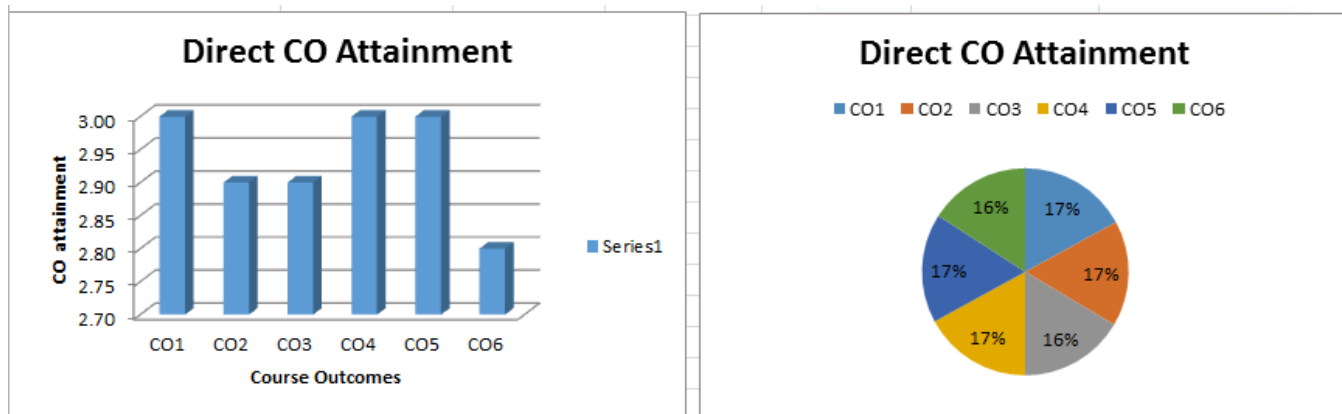 Direct CO Attainment
CO attainment
3.00
2.95
2.90
2.85
2.80
2.75
2.70
CO1 CO2 CO3 CO4 CO5 CO6
Course Outcomes
Series1
Direct CO Attainment
CO1 CO2 CO3 CO4 CO5 CO6
16% 17%
17% 17%
17% 16%